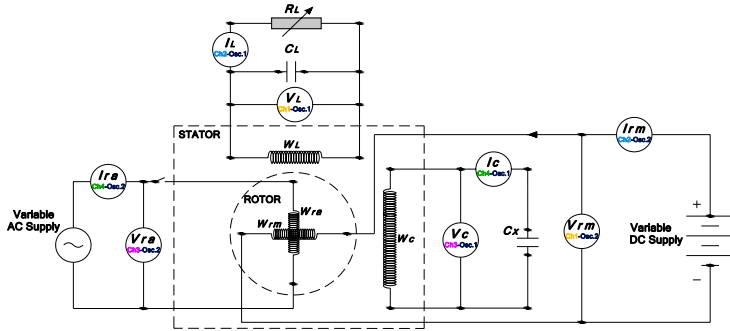 RL
IL
Ch2-Osc.1
CL
VL
Ch1-Osc.1
STATOR
WL
Irm
Ch2-Osc.2
Ira
Ch4-Osc.2
Ic
Ch4-Osc.1
ROTOR
Wra
Wrm
Variable
AC Supply
Vra
Ch3-Osc.2
Wc
Vc
Ch3-Osc.1
Cx
Vrm
Ch1-Osc.2
Variable
DC Supply
+
−